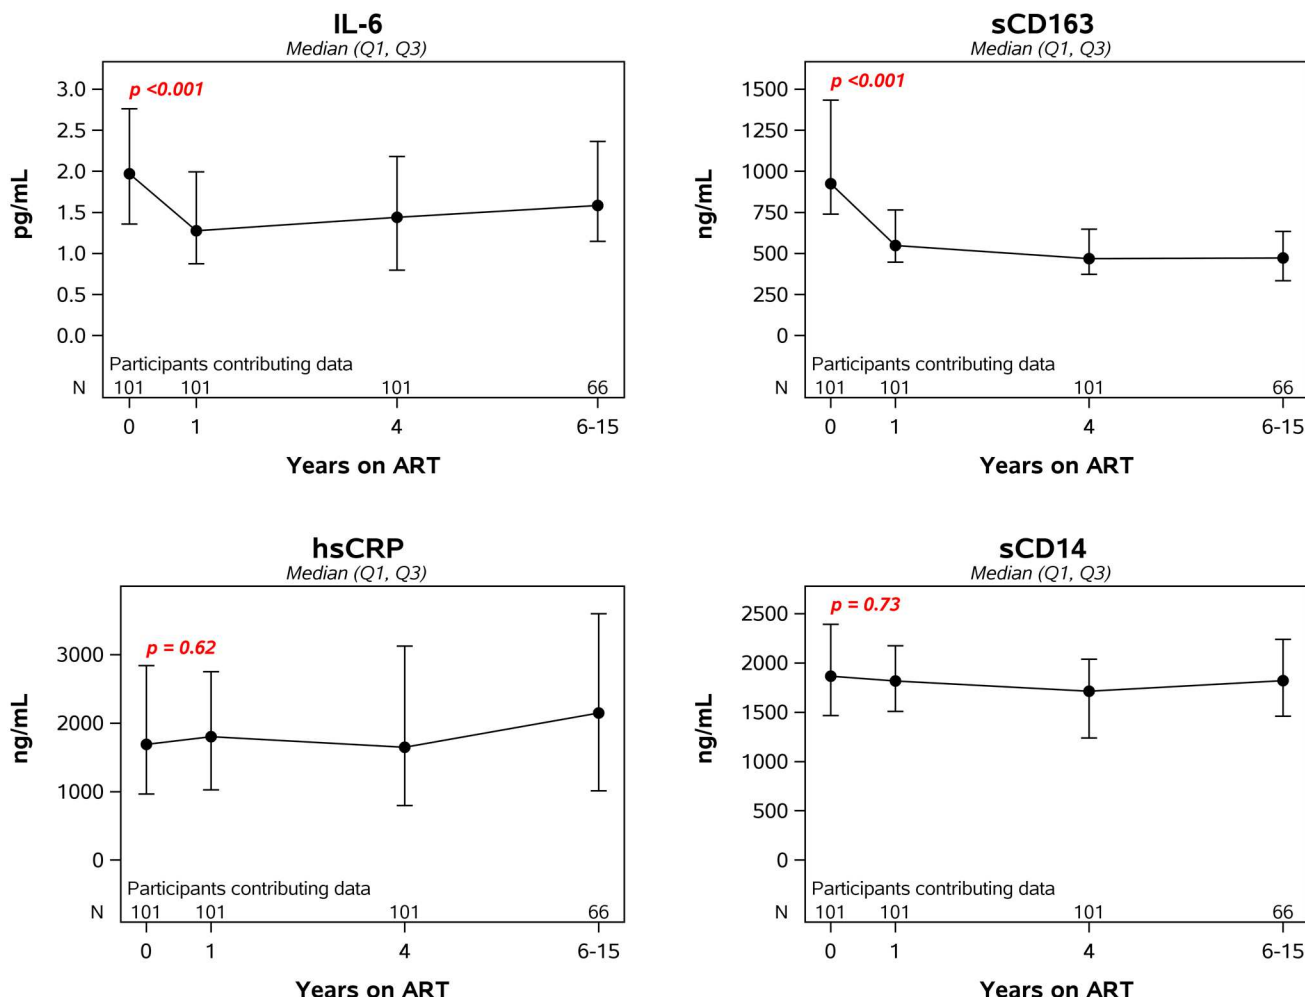 IL-6
Median (Q1, Q3)
p <0.001
pg/mL
3.0
2.5
2.0
1.5
1.0
0.5
0.0
Participants contributing data
N 101 101 101 66
0 1 4 6-15
Years on ART
sCD163
Median (Q1, Q3)
p <0.001
ng/mL
1500
1250
1000
750
500
250
0
Participants contributing data
N 101 101 101 66
0 1 4 6-15
Years on ART
hsCRP
Median (Q1, Q3)
p = 0.62
ng/mL
3000
2000
1000
0
Participants contributing data
N 101 101 101 66
0 1 4 6-15
Years on ART
sCD14
Median (Q1, Q3)
p = 0.73
ng/mL
2500
2000
1500
1000
500
0
Participants contributing data
N 101 101 101 66
0 1 4 6-15
Years on ART